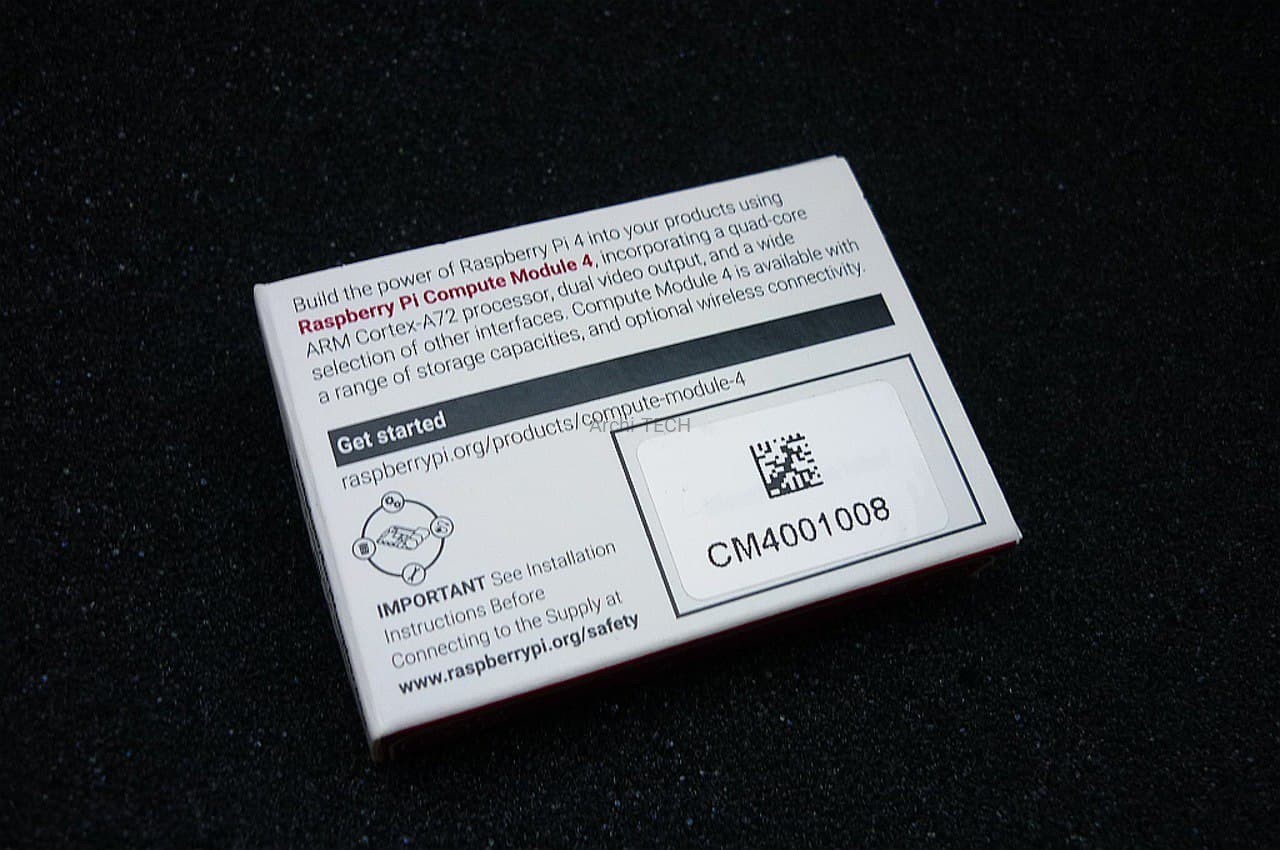 Build the power of Raspberry Pi 4 into your products using
Raspberry Pi Compute Module 4, incorporating a quad-core
ARM Cortex-A72 processor, dual video output, and a wide
selection of other interfaces. Compute Module 4 is available with
a range of storage capacities, and optional wireless connectivity.
Get started
raspberrypi.org/products/compute-module-4
Archi-TECH
CM4001008
IMPORTANT See Installation
Instructions Before
Connecting to the Supply at
www.raspberrypi.org/safety